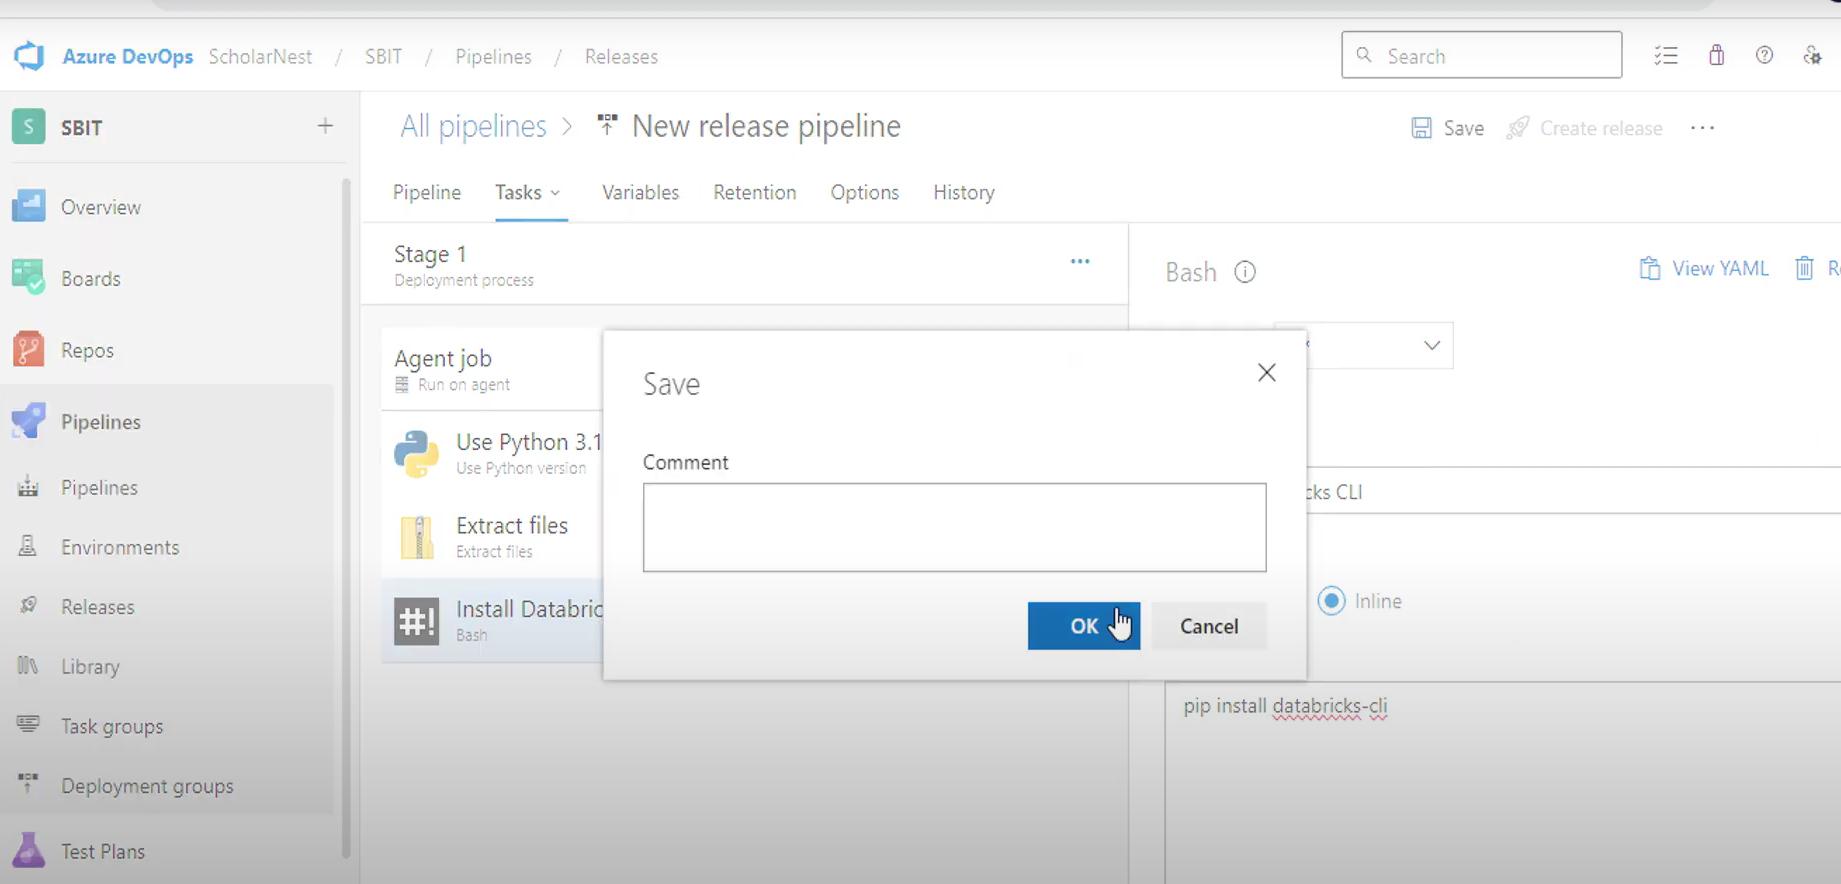 Azure DevOps ScholarNest / SBIT / Pipelines / Releases
Search
S SBIT +
All pipelines > New release pipeline
Save Create release ...
Overview
Pipeline Tasks Variables Retention Options History
Boards
Stage 1
Deployment process
...
Bash
View YAML
Repos
Agent job
Run on agent
Save
Comment
OK Cancel
Pipelines
Use Python 3.1
Use Python version
Pipelines
CLI
Extract files
Extract files
Environments
Releases
Install
Bash
Inline
Library
Task groups
pip install databricks-cli
Deployment groups
Test Plans